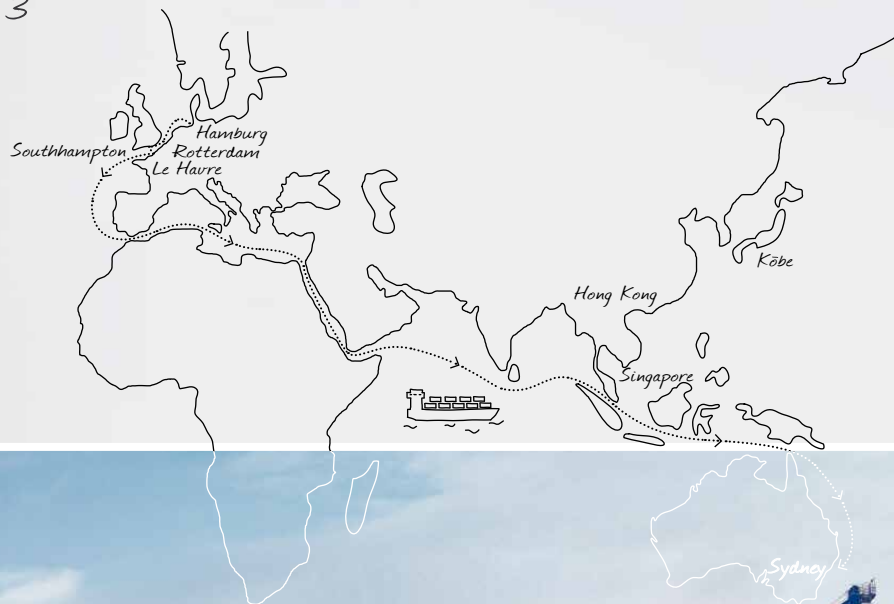 3
Hamburg
Southhampton
Rotterdam
Le Havre
Kōbe
Hong Kong
Singapore
Sydney